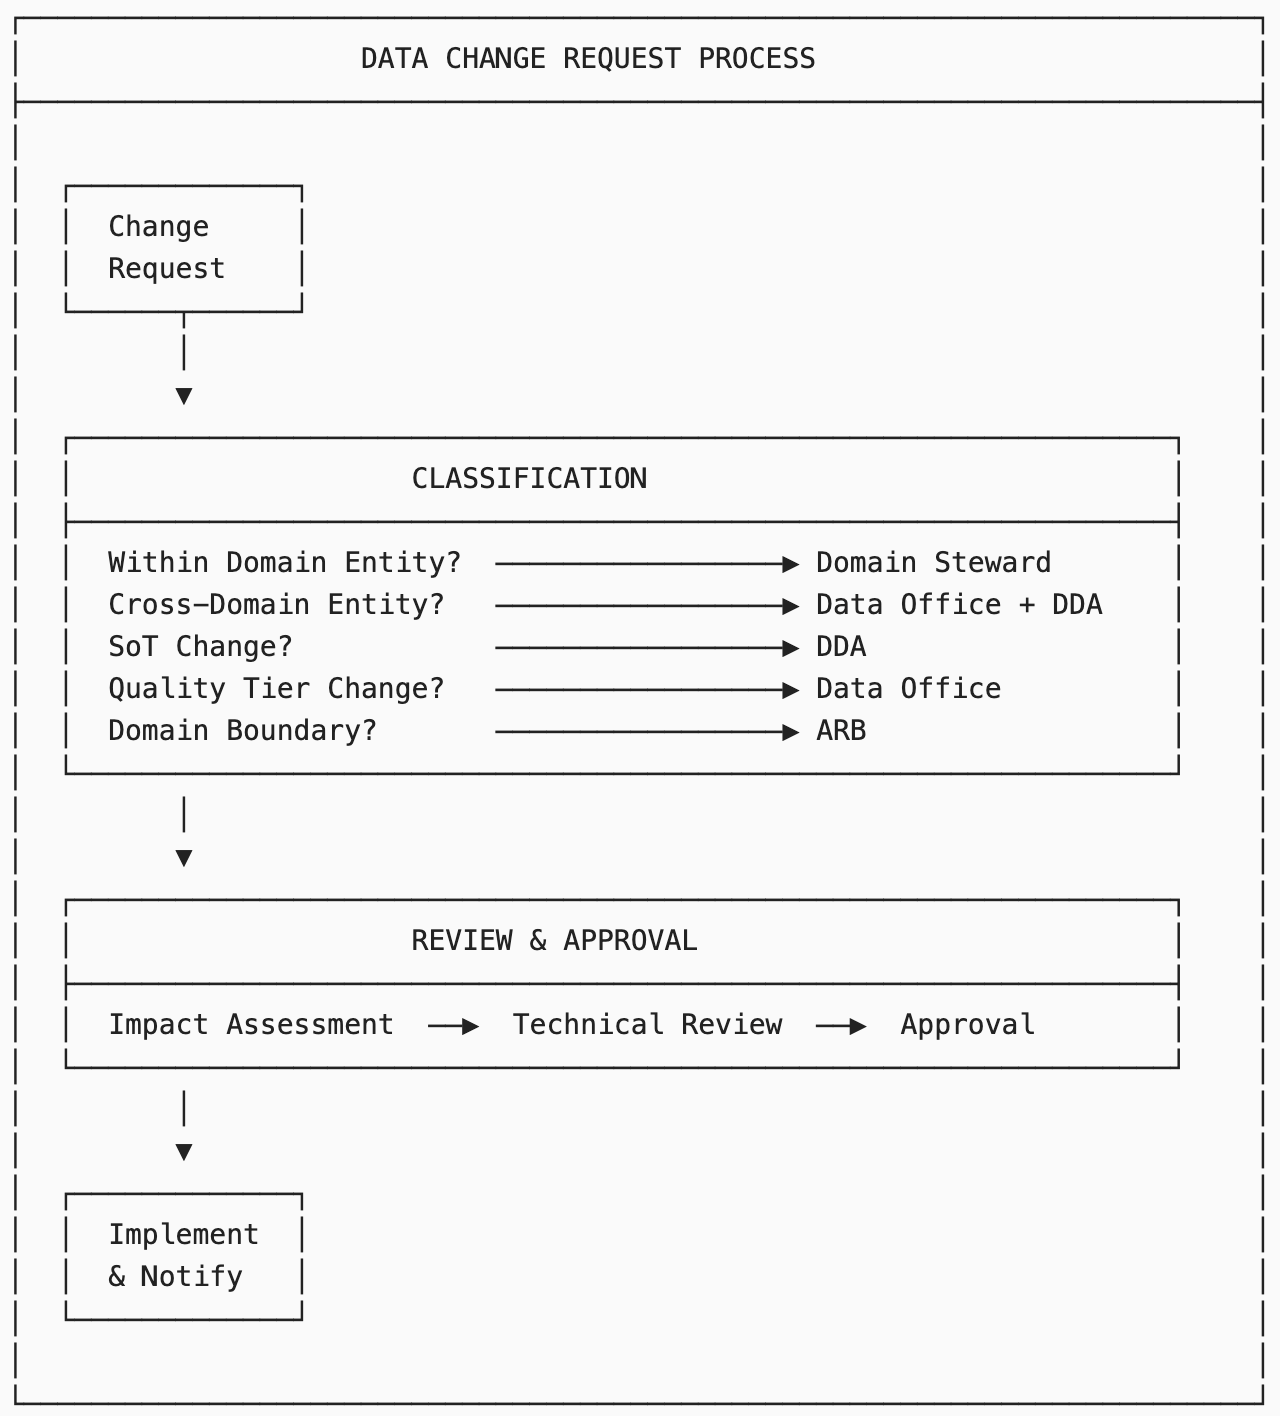 DATA CHANGE REQUEST PROCESS
Change
Request
CLASSIFICATION
Within Domain Entity? Domain Steward
Cross-Domain Entity? Data Office + DDA
SoT Change? DDA
Quality Tier Change? Data Office
Domain Boundary? ARB
REVIEW & APPROVAL
Impact Assessment Technical Review Approval
Implement
& Notify